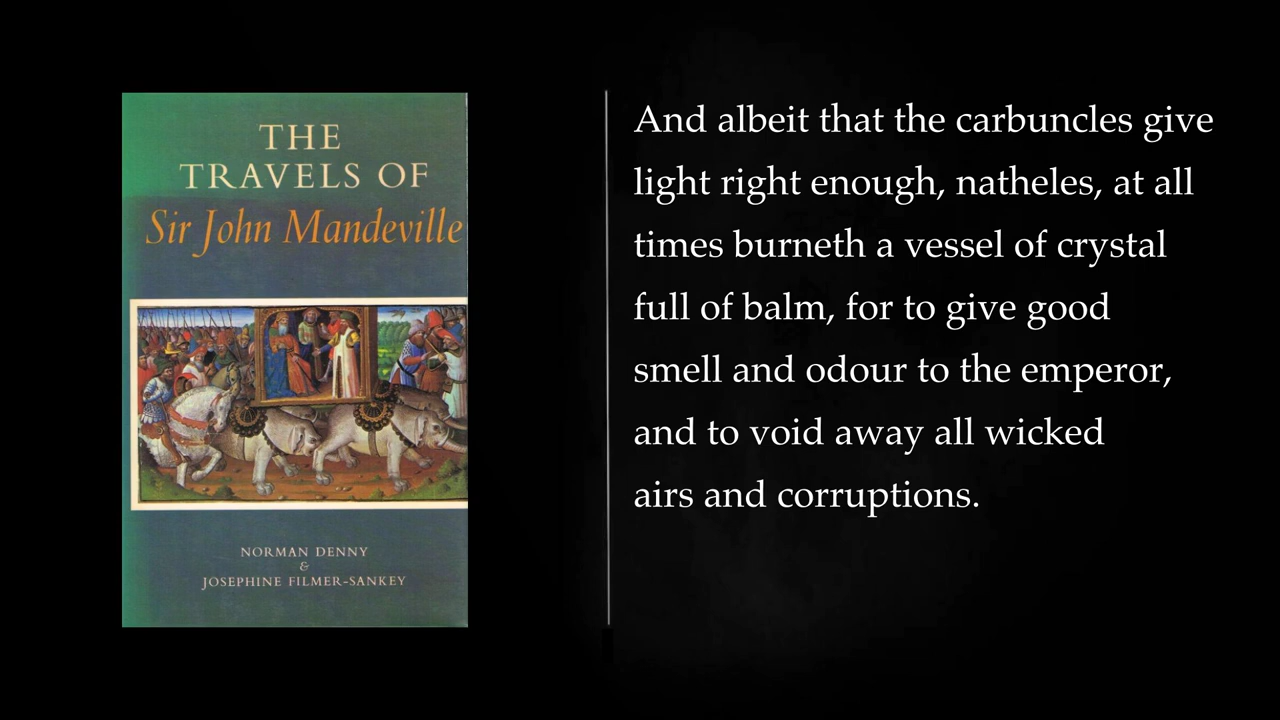 THE
TRAVELS OF
Sir John Mandeville
NORMAN DENNY
&
JOSEPHINE FILMER-SANKEY
And albeit that the carbuncles give
light right enough, natheles, at all
times burneth a vessel of crystal
full of balm, for to give good
smell and odour to the emperor,
and to void away all wicked
airs and corruptions.